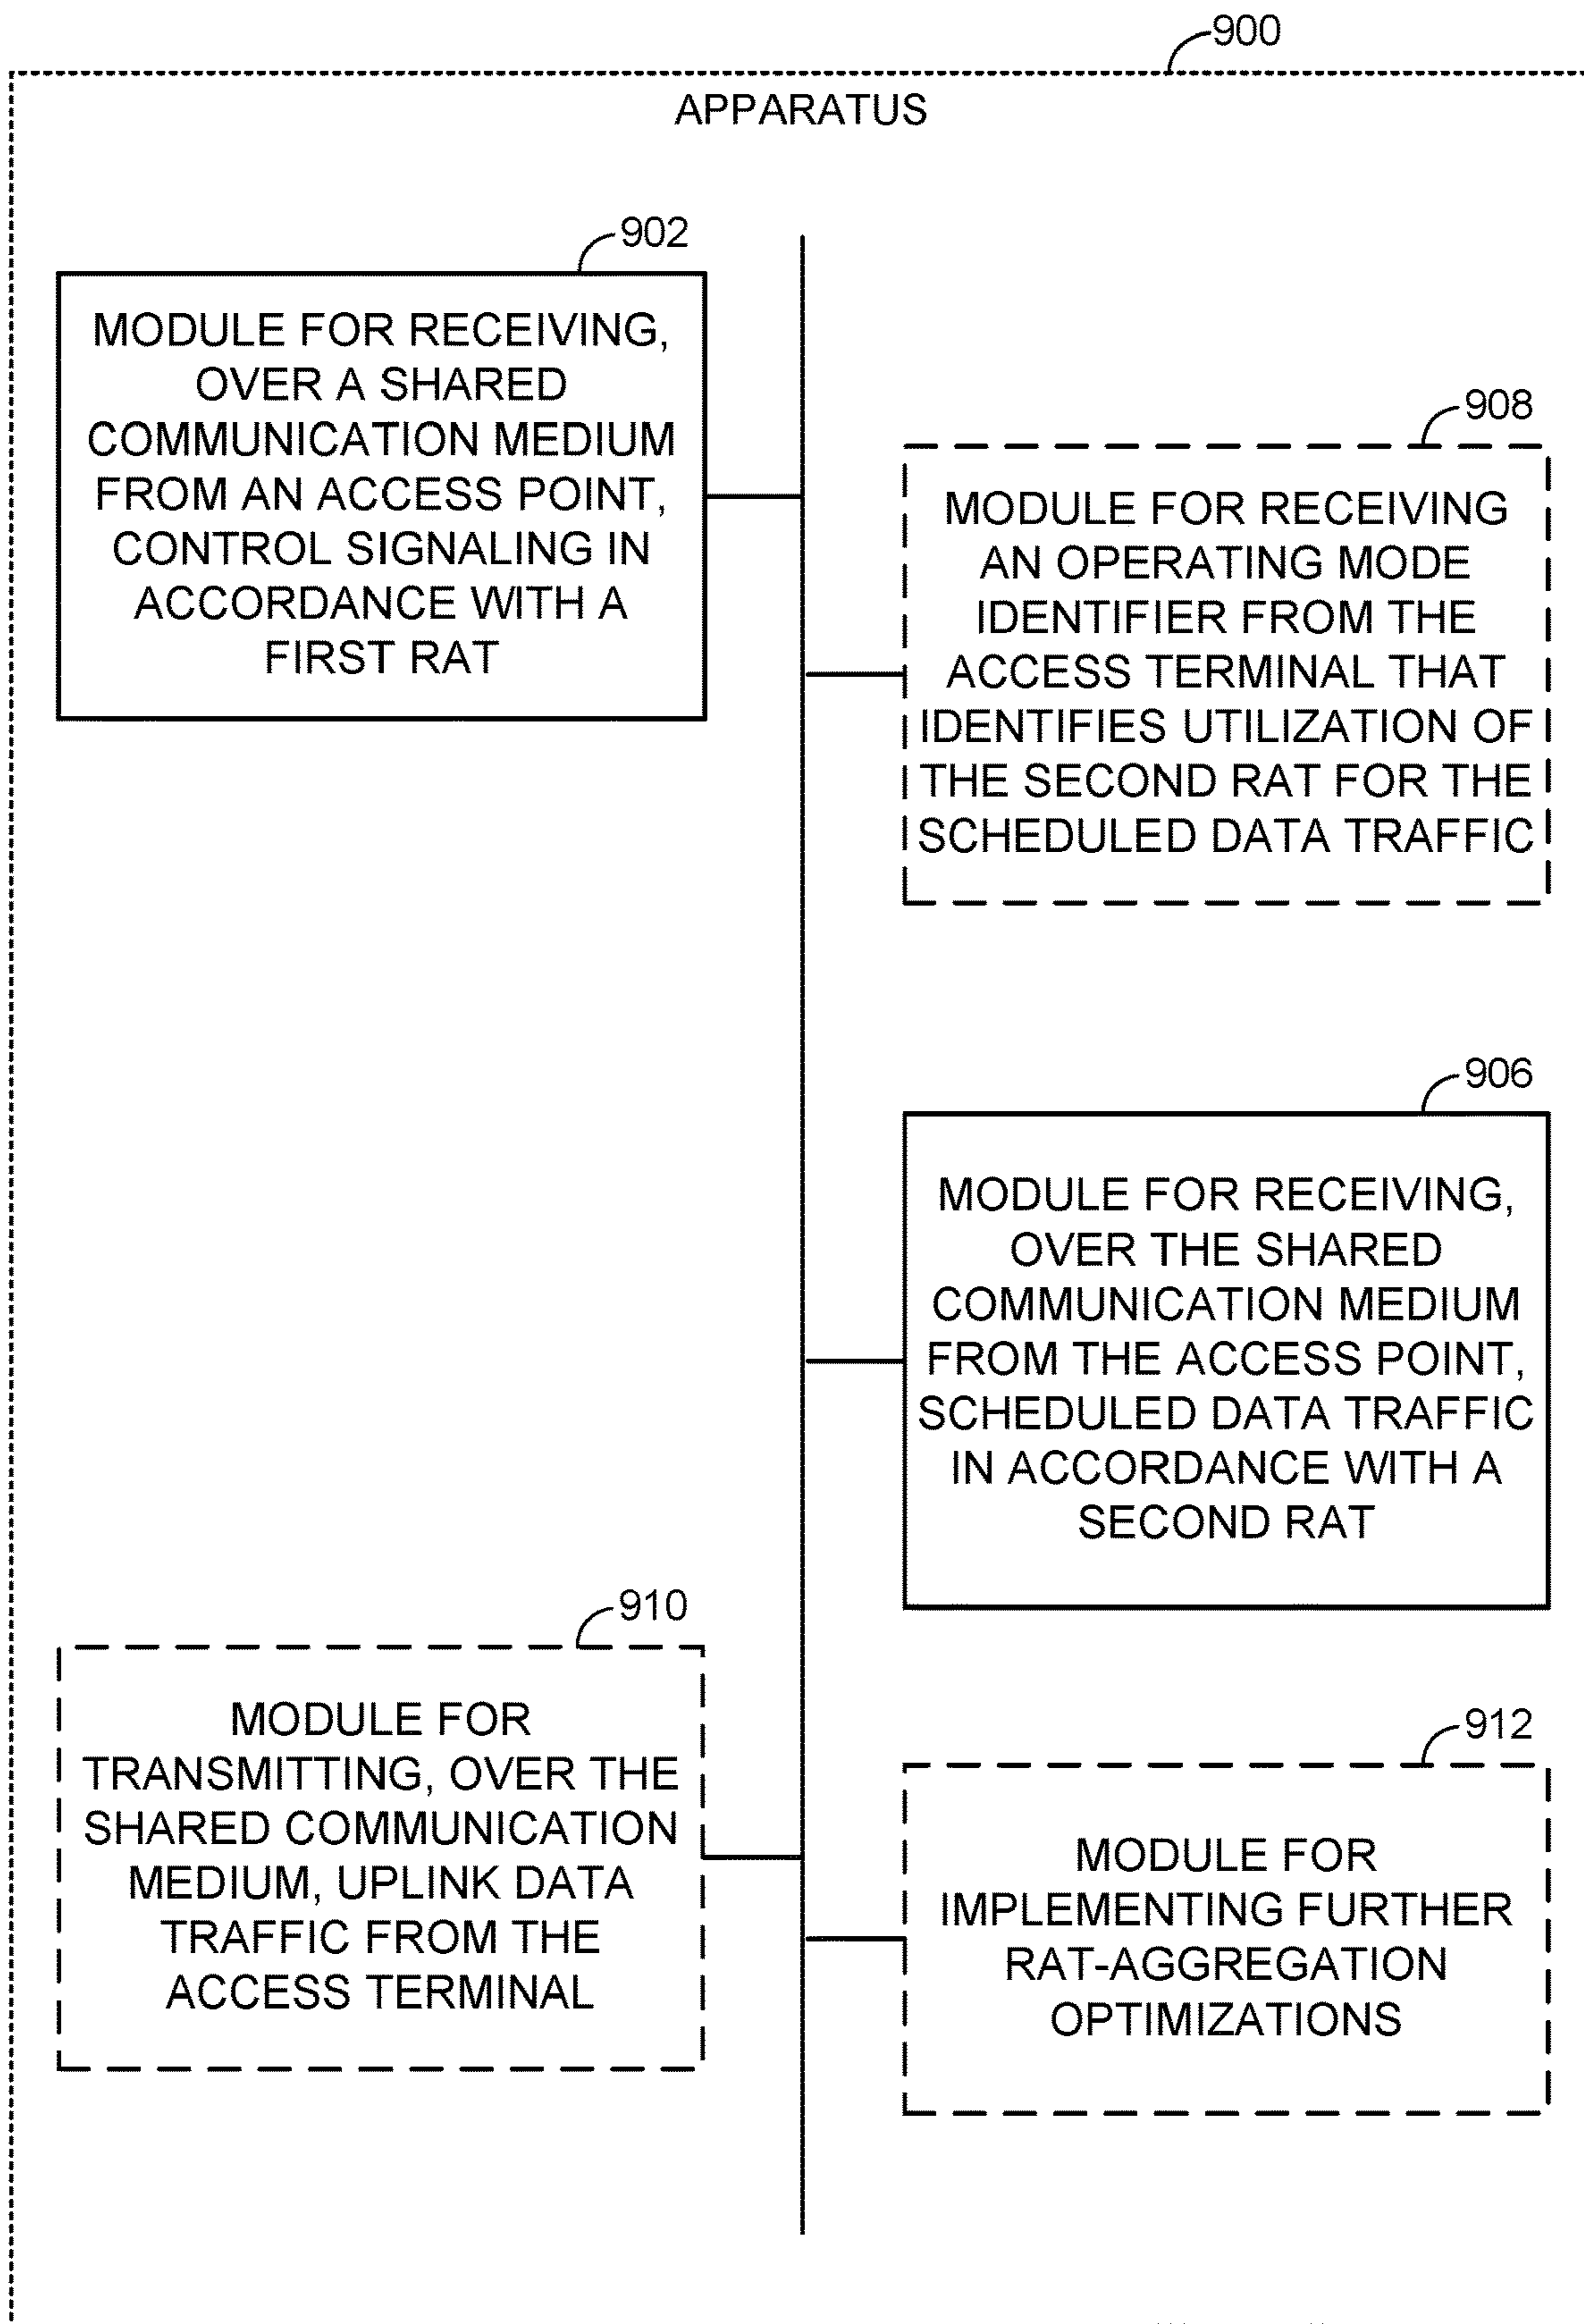 900
APPARATUS
902
MODULE FOR RECEIVING,
OVER A SHARED
COMMUNICATION MEDIUM
FROM AN ACCESS POINT,
CONTROL SIGNALING IN
ACCORDANCE WITH A
FIRST RAT
908
MODULE FOR RECEIVING
AN OPERATING MODE
IDENTIFIER FROM THE
ACCESS TERMINAL THAT
IDENTIFIES UTILIZATION OF
THE SECOND RAT FOR THE
SCHEDULED DATA TRAFFIC
906
MODULE FOR RECEIVING,
OVER THE SHARED
COMMUNICATION MEDIUM
FROM THE ACCESS POINT,
SCHEDULED DATA TRAFFIC
IN ACCORDANCE WITH A
SECOND RAT
910
MODULE FOR
TRANSMITTING, OVER THE
SHARED COMMUNICATION
MEDIUM, UPLINK DATA
TRAFFIC FROM THE
ACCESS TERMINAL
912
MODULE FOR
IMPLEMENTING FURTHER
RAT-AGGREGATION
OPTIMIZATIONS